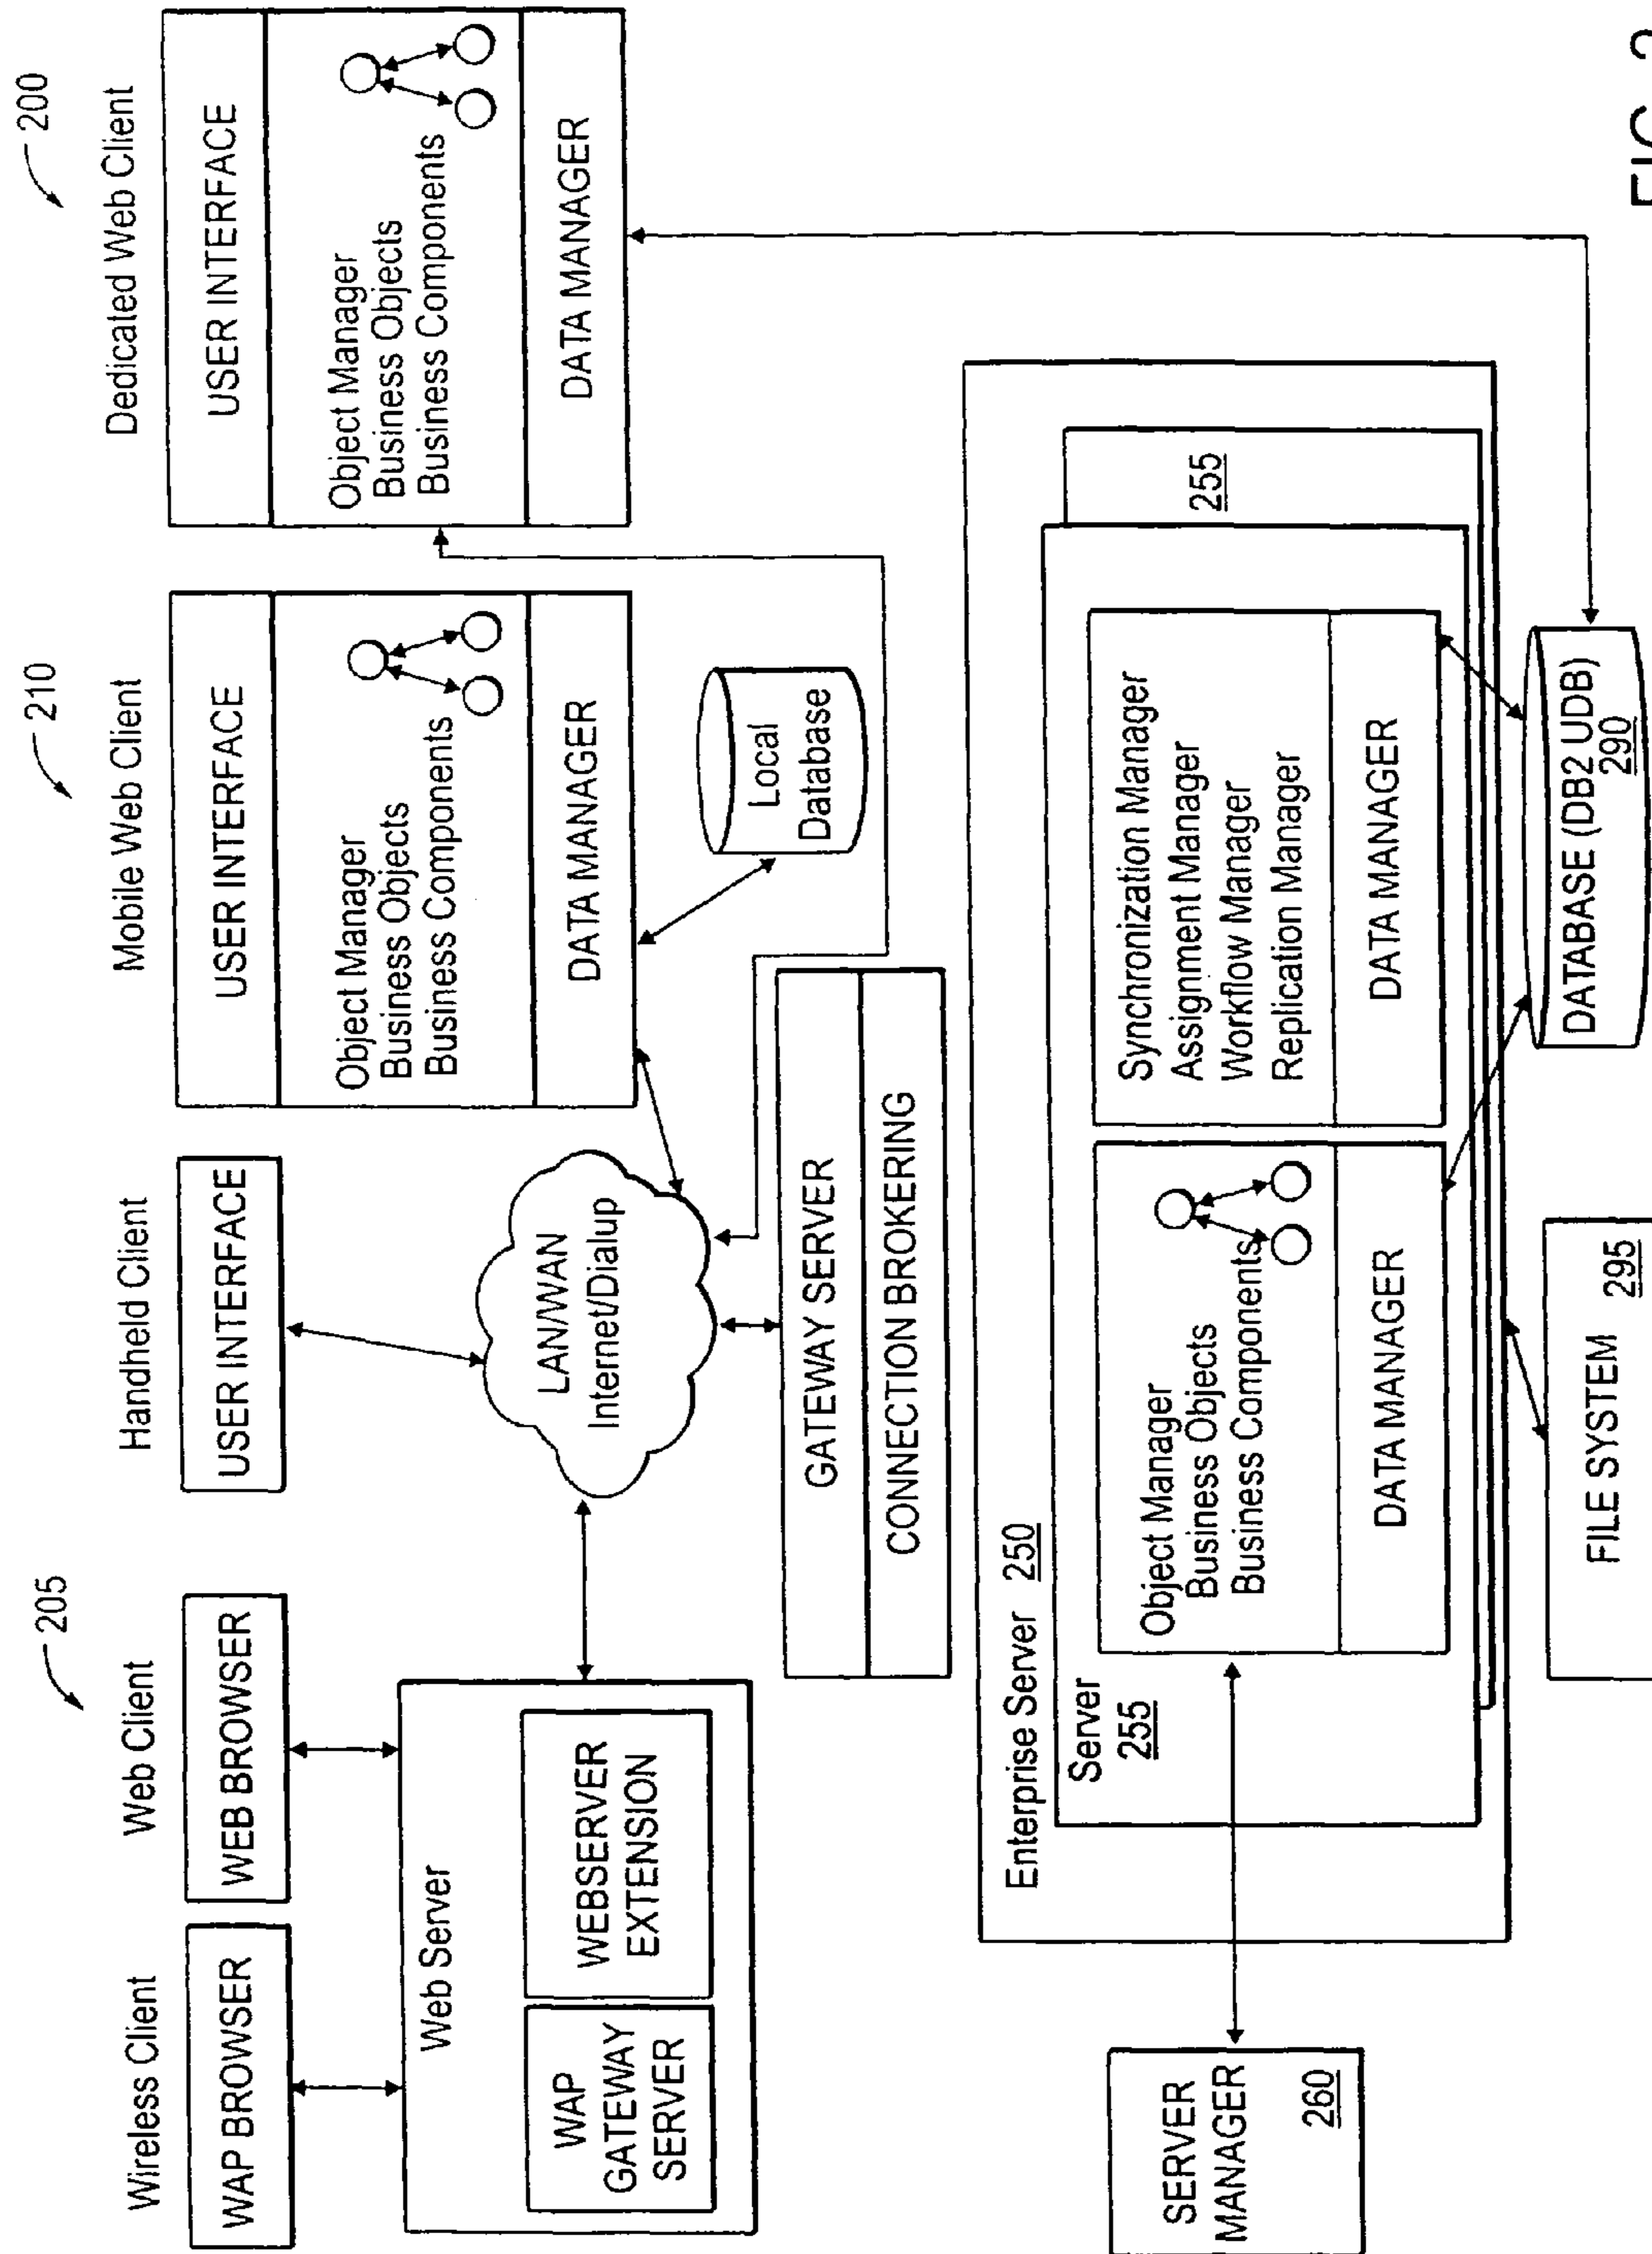 200
Dedicated Web Client
USER INTERFACE
Object Manager
Business Objects
Business Components
DATA MANAGER
210
Mobile Web Client
USER INTERFACE
Object Manager
Business Objects
Business Components
DATA MANAGER
Local
Database
Handheld Client
USER INTERFACE
LAN/WAN
Internet/Dialup
205
Web Client
WEB BROWSER
Wireless Client
WAP BROWSER
Web Server
WAP
GATEWAY
SERVER
WEBSERVER
EXTENSION
GATEWAY SERVER
CONNECTION BROKERING
Enterprise Server 250
Server
255
255
Object Manager
Business Objects
Business Components
DATA MANAGER
Synchronization Manager
Assignment Manager
Workflow Manager
Replication Manager
DATA MANAGER
SERVER
MANAGER
260
FILE SYSTEM
295
DATABASE (DB2 UDB)
290
FIG. 2